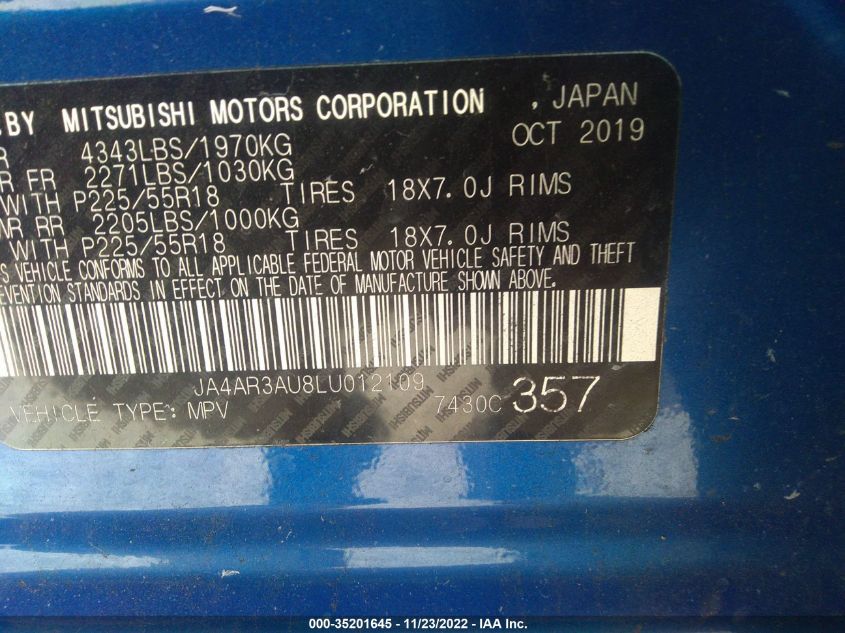 BY MITSUBISHI MOTORS CORPORATION , JAPAN
OCT 2019
R 4343LBS/1970KG
R FR 2271LBS/1030KG
WITH P225/55R18 TIRES 18X7.0J RIMS
WR RR 2205LBS/1000KG
WITH P225/55R18 TIRES 18X7.0J RIMS
S VEHICLE CONFORMS TO ALL APPLICABLE FEDERAL MOTOR VEHICLE SAFETY AND THEFT
EVENTION STANDARDS IN EFFECT ON THE DATE OF MANUFACTURE SHOWN ABOVE.
JA4AR3AU8LU012109
VEHICLE TYPE: MPV 7430C 357
MITSUBISHI
000-35201645 - 11/23/2022 - IAA Inc.